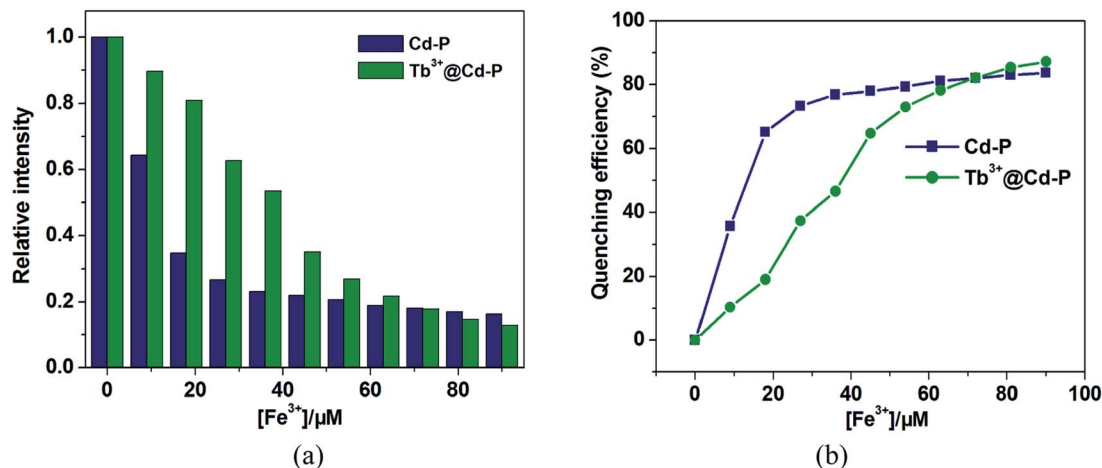 1.0
0.8
0.6
0.4
0.2
0.0
Relative intensity
Cd-P
Tb³⁺@Cd-P
0 20 40 60 80
[Fe³⁺]/µM
(a)
100
80
60
40
20
0
Quenching efficiency (%)
Cd-P
Tb³⁺@Cd-P
0 20 40 60 80 100
[Fe³⁺]/µM
(b)